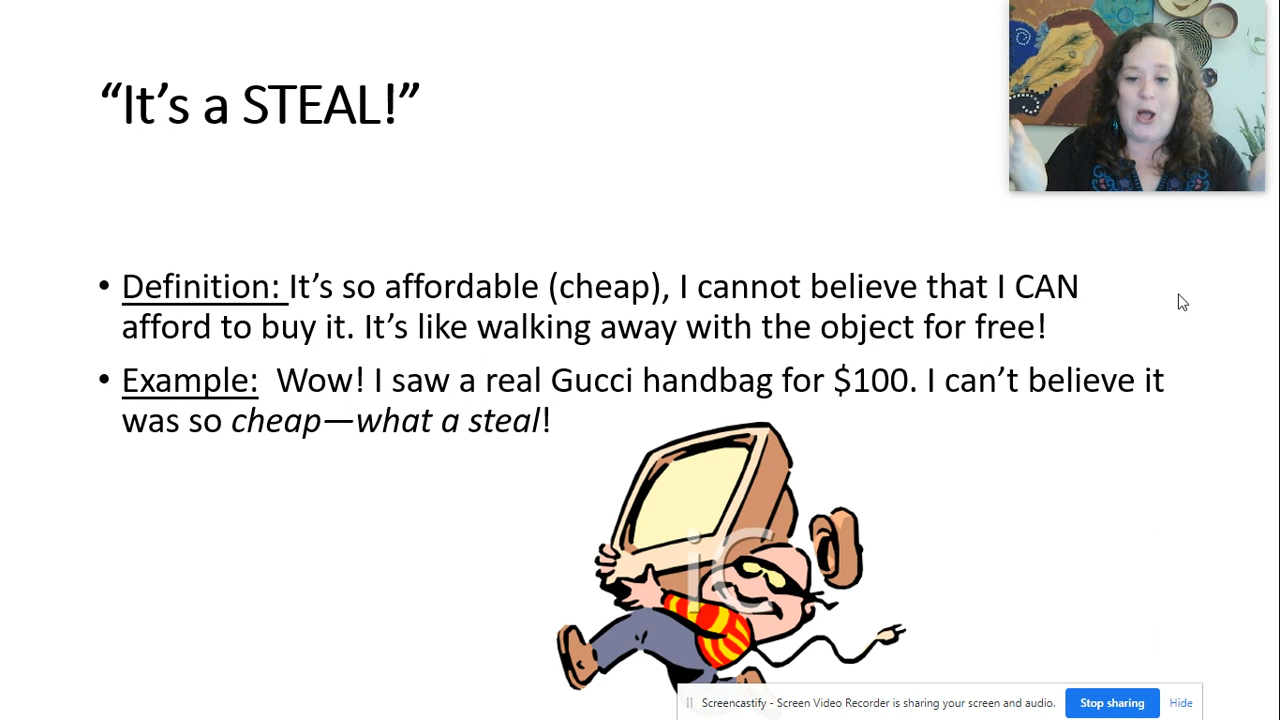 “It’s a STEAL!”
• Definition: It’s so affordable (cheap), I cannot believe that I CAN
afford to buy it. It’s like walking away with the object for free!
• Example:  Wow! I saw a real Gucci handbag for $100. I can’t believe it
was so cheap—what a steal!
iC
Screencastify - Screen Video Recorder is sharing your screen and audio. Stop sharing Hide